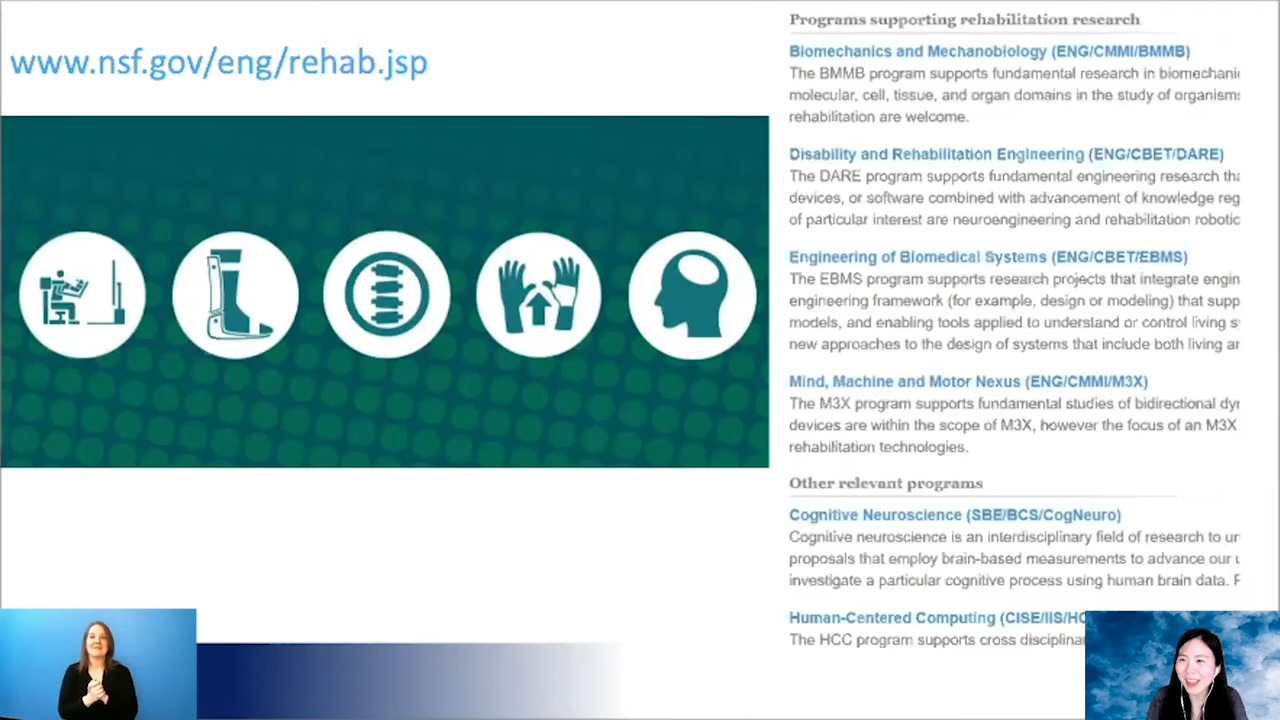 www.nsf.gov/eng/rehab.jsp
Programs supporting rehabilitation research
Biomechanics and Mechanobiology (ENG/CMMI/BMMB)
The BMMB program supports fundamental research in biomechanic
molecular, cell, tissue, and organ domains in the study of organisms
rehabilitation are welcome.
Disability and Rehabilitation Engineering (ENG/CBET/DARE)
The DARE program supports fundamental engineering research tha
devices, or software combined with advancement of knowledge reg
of particular interest are neuroengineering and rehabilitation robotic
Engineering of Biomedical Systems (ENG/CBET/EBMS)
The EBMS program supports research projects that integrate engin
engineering framework (for example, design or modeling) that supp
models, and enabling tools applied to understand or control living
new approaches to the design of systems that include both living
Mind, Machine and Motor Nexus (ENG/CMMI/M3X)
The M3X program supports fundamental studies of bidirectional
devices are within the scope of M3X, however the focus of an M3X
rehabilitation technologies.
Other relevant programs
Cognitive Neuroscience (SBE/BCS/CogNeuro)
Cognitive neuroscience is an interdisciplinary field of research to
proposals that employ brain-based measurements to advance our
investigate a particular cognitive process using human brain data.
Human-Centered Computing (CISE/IIS/HC
The HCC program supports cross disciplinar